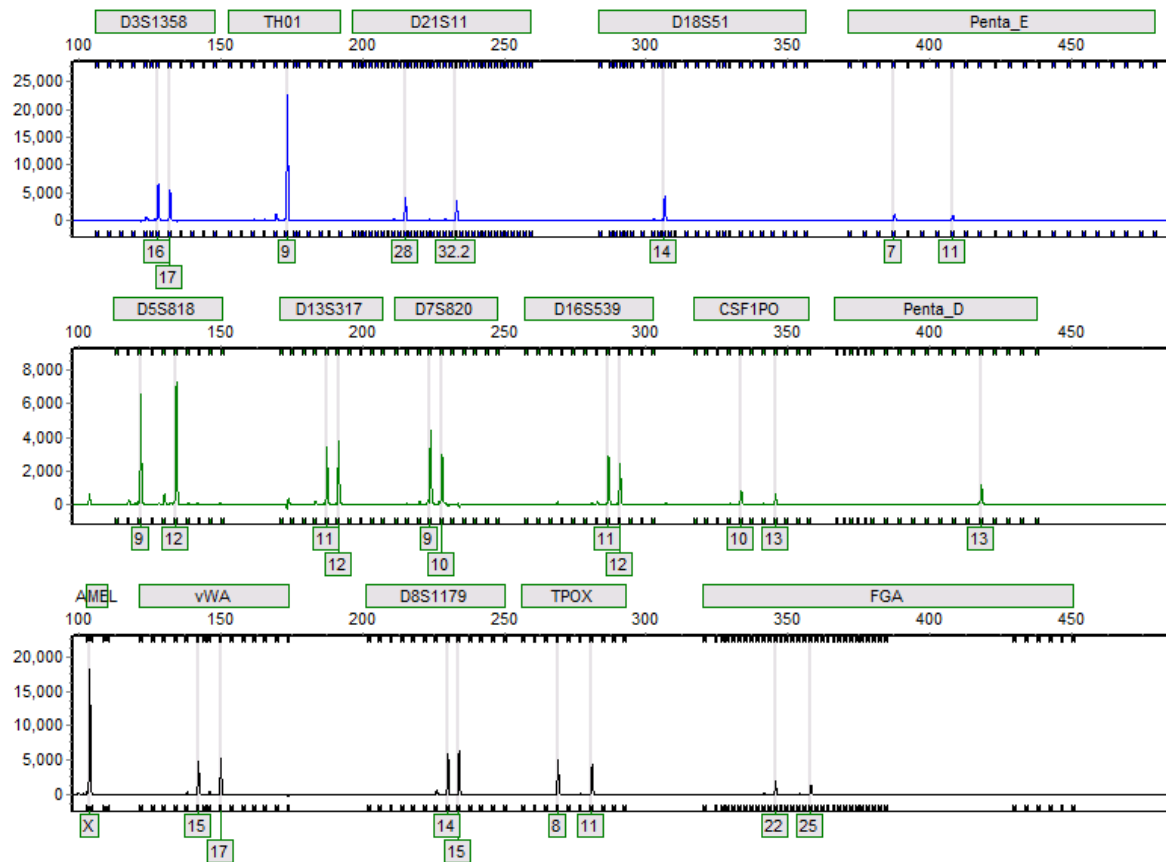 D3S1358 TH01 D21S11 D18S51 Penta_E
100 150 200 250 300 350 400 450
25,000
20,000
15,000
10,000
5,000
0
16 9 28 32.2 14 7 11
17
D5S818 D13S317 D7S820 D16S539 CSF1PO Penta_D
100 150 200 250 300 350 400 450
8,000
6,000
4,000
2,000
0
9 12 11 9 11 10 13 13
12 10 12
AMEL vWA D8S1179 TPOX FGA
100 150 200 250 300 350 400 450
20,000
15,000
10,000
5,000
0
X 15 14 8 11 22 25
17 15